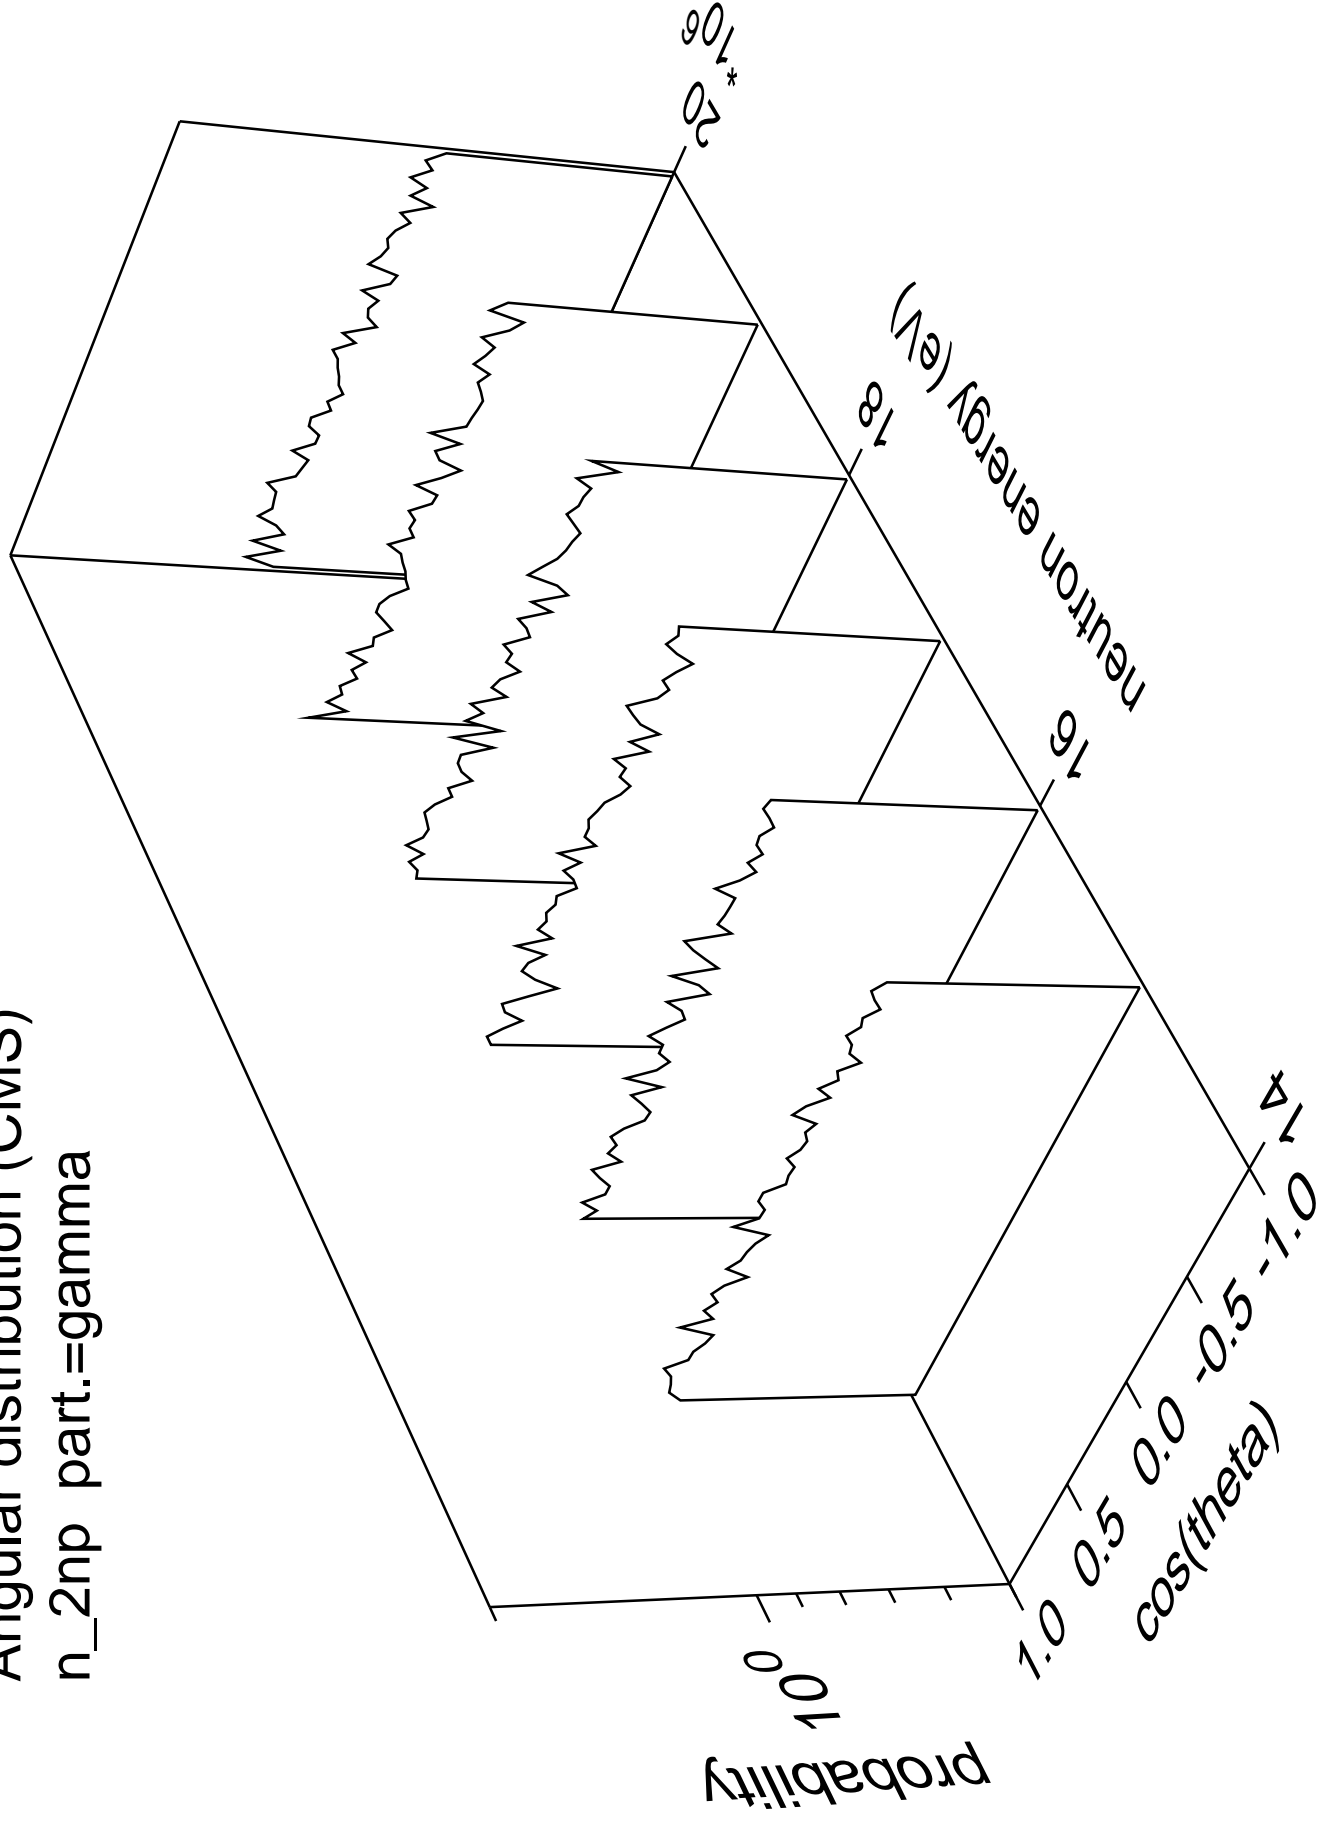 Angular distribution (CMS)
n_2np part.=gamma
probability
10^0
cos(theta)
1.0
0.5
0.0
-0.5
-1.0
neutron energy (eV)
14
16
18
20
*10^6